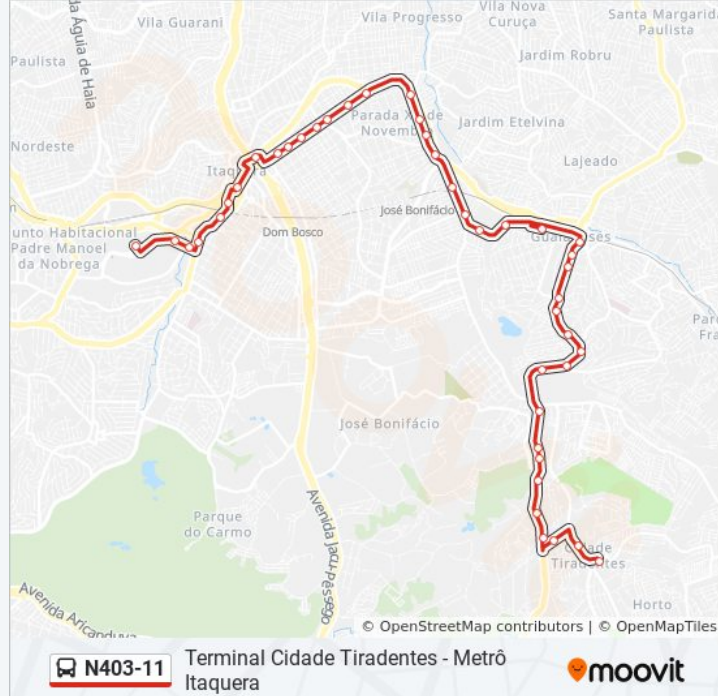 da Águia de Haia
Vila Guarani
Vila Progresso
Vila Nova
Curuçá
Santa Margarida
Paulista
Paulista
Jardim Robru
Parada X de
Novemb
Jardim Etelvina
Nordeste
Itaquera
Lajeado
José Bonifácio
unto Habitacional
Padre Manoel
da Nobrega
Dom Bosco
Guaianases
Parq
Fra
José Bonifácio
Avenida Jacu-Pêssego
Parque
do Carmo
Cidade
Tiradentes
Horto
Avenida Aricanduva
© OpenStreetMap contributors | © OpenMapTiles
N403-11
Terminal Cidade Tiradentes - Metrô
Itaquera
moovit